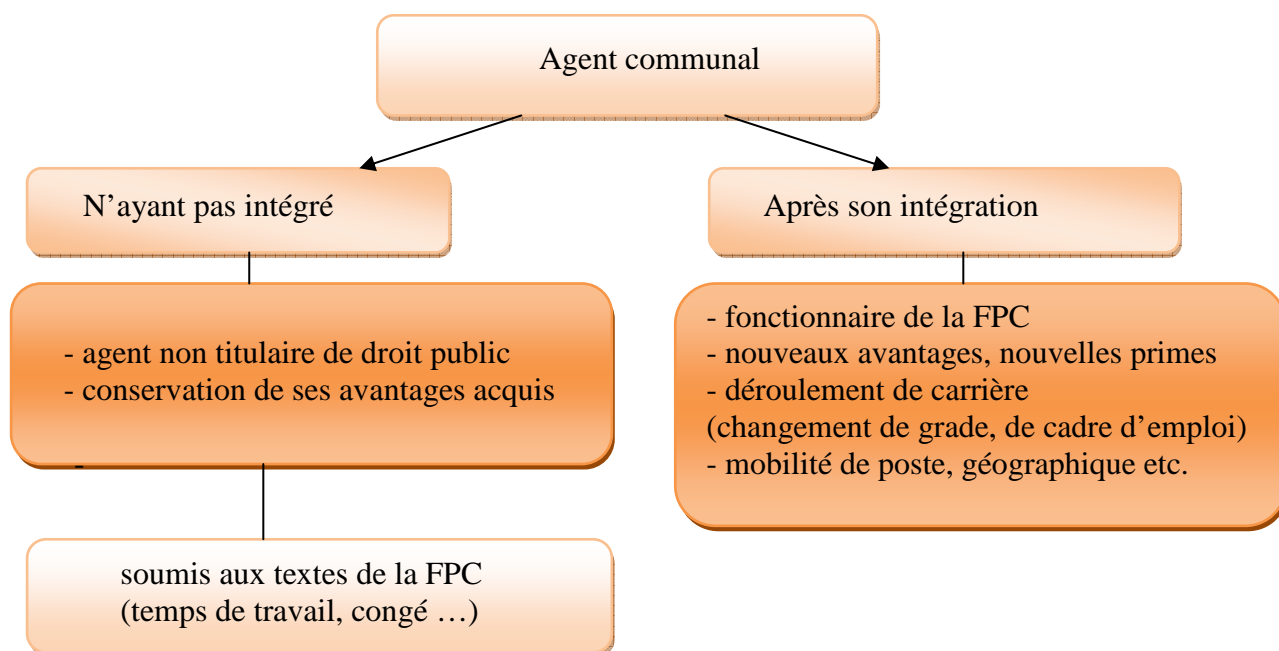 Agent communal
N’ayant pas intégré
Après son intégration
- agent non titulaire de droit public
- conservation de ses avantages acquis
-
- fonctionnaire de la FPC
- nouveaux avantages, nouvelles primes
- déroulement de carrière
(changement de grade, de cadre d’emploi)
- mobilité de poste, géographique etc.
soumis aux textes de la FPC
(temps de travail, congé …)